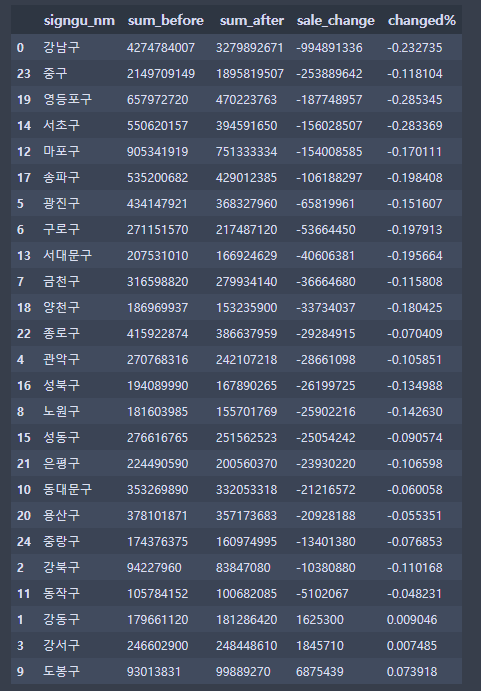 signgu_nm sum_before sum_after sale_change changed%
0 강남구 4274784007 3279892671 -994891336 -0.232735
23 중구 2149709149 1895819507 -253889642 -0.118104
19 영등포구 657972720 470223763 -187748957 -0.285345
14 서초구 550620157 394591650 -156028507 -0.283369
12 마포구 905341919 751333334 -154008585 -0.170111
17 송파구 535200682 429012385 -106188297 -0.198408
5 광진구 434147921 368327960 -65819961 -0.151607
6 구로구 271151570 217487120 -53664450 -0.197913
13 서대문구 207531010 166924629 -40606381 -0.195664
7 금천구 316598820 279934140 -36664680 -0.115808
18 양천구 186969937 153235900 -33734037 -0.180425
22 종로구 415922874 386637959 -29284915 -0.070409
4 관악구 270768316 242107218 -28661098 -0.105851
16 성북구 194089990 167890265 -26199725 -0.134988
8 노원구 181603985 155701769 -25902216 -0.142630
15 성동구 276616765 251562523 -25054242 -0.090574
21 은평구 224490590 200560370 -23930220 -0.106598
10 동대문구 353269890 332053318 -21216572 -0.060058
20 용산구 378101871 357173683 -20928188 -0.055351
24 중랑구 174376375 160974995 -13401380 -0.076853
2 강북구 94227960 83847080 -10380880 -0.110168
11 동작구 105784152 100682085 -5102067 -0.048231
1 강동구 179661120 181286420 1625300 0.009046
3 강서구 246602900 248448610 1845710 0.007485
9 도봉구 93013831 99889270 6875439 0.073918